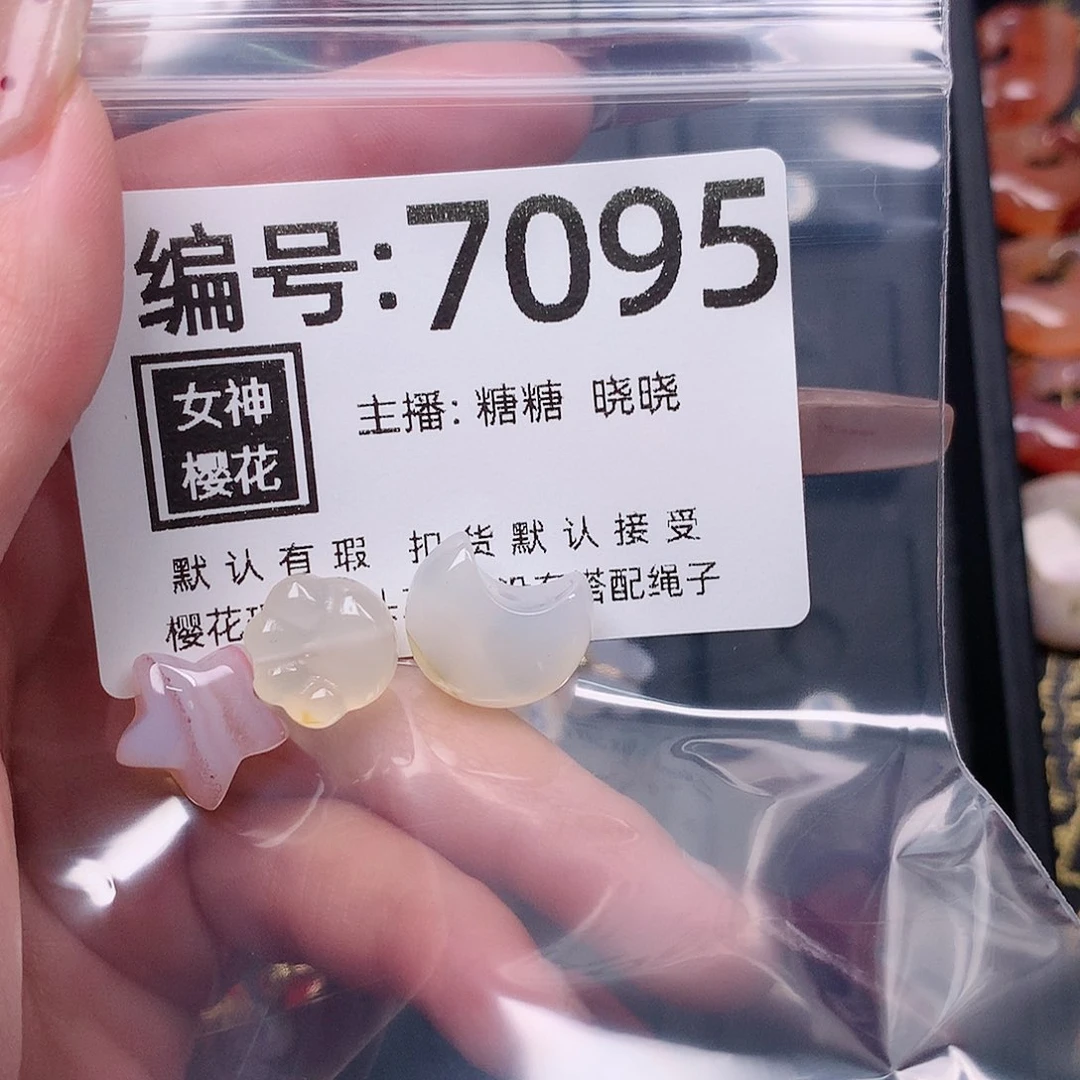 编号:7095
女神
樱花
主播: 糖糖 晓晓
默认有瑕 扣货默认接受
樱花 搭配绳子